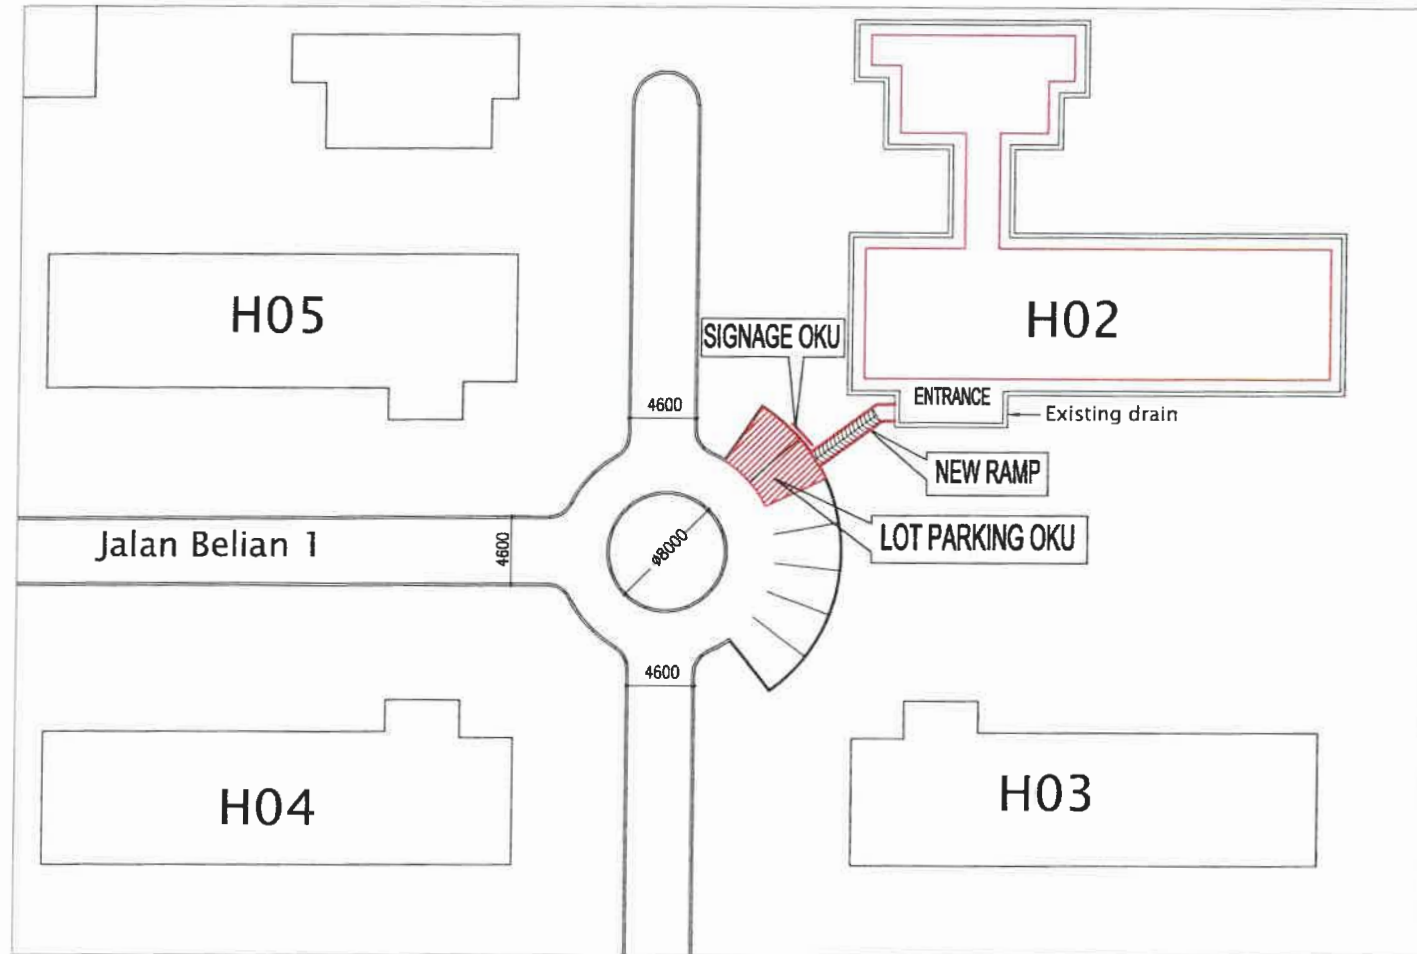 H05
H02
SIGNAGE OKU
ENTRANCE
4600
Existing drain
NEW RAMP
LOT PARKING OKU
Jalan Belian 1
4600
ø8000
4600
H04
H03